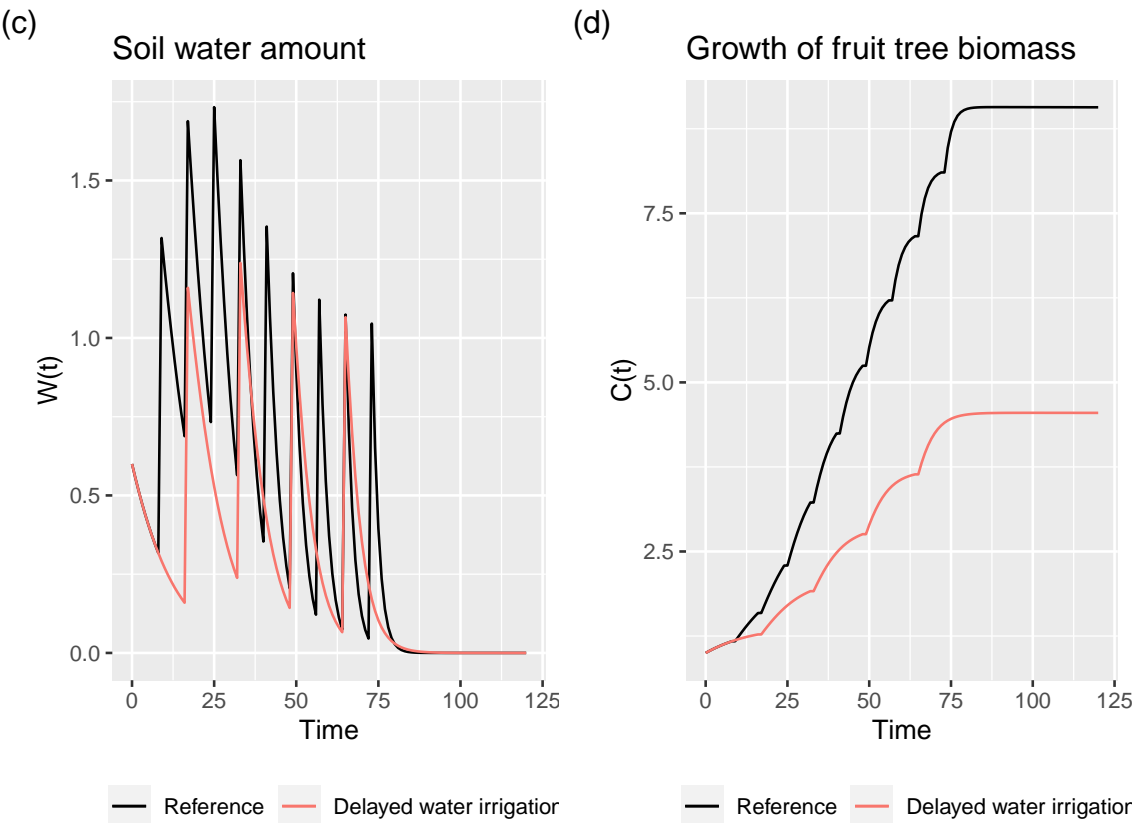 (c)
Soil water amount
1.5
1.0
0.5
0.0
W(t)
0 25 50 75 100 125
Time
Reference Delayed water irrigation
(d)
Growth of fruit tree biomass
7.5
5.0
2.5
C(t)
0 25 50 75 100 125
Time
Reference Delayed water irrigation